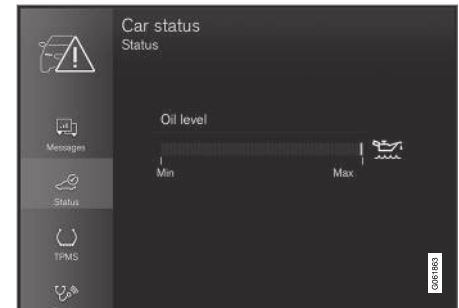 Car status
Status
Oil level
Min Max
Messages
Status
TPMS
G061863